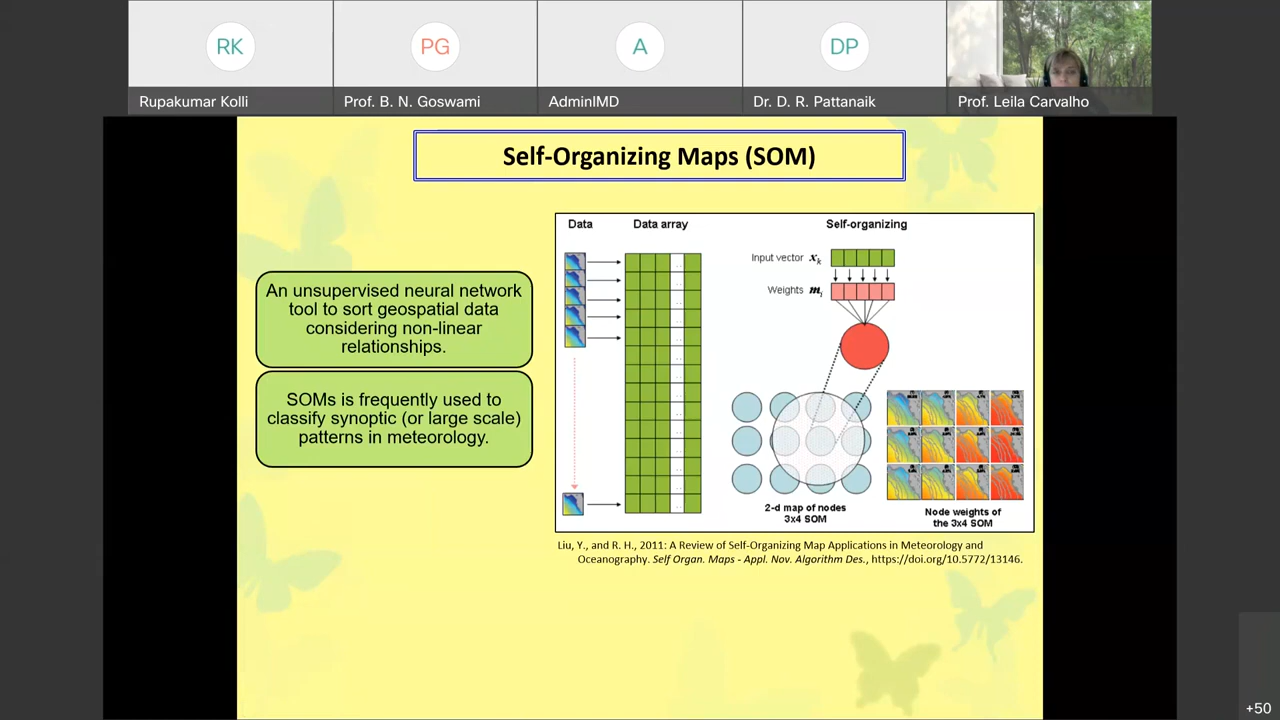 RK
PG
A
DP
Rupakumar Kolli
Prof. B. N. Goswami
AdminIMD
Dr. D. R. Pattanaik
Prof. Leila Carvalho
Self-Organizing Maps (SOM)
An unsupervised neural network
tool to sort geospatial data
considering non-linear
relationships.
SOMs is frequently used to
classify synoptic (or large scale)
patterns in meteorology.
Data
Data array
Self-organizing
Input vector xk
Weights mi
2-d map of nodes
3x4 SOM
Node weights of
the 3x4 SOM
Liu, Y., and R. H., 2011: A Review of Self-Organizing Map Applications in Meteorology and
Oceanography. Self Organ. Maps - Appl. Nov. Algorithm Des., https://doi.org/10.5772/13146.
+50